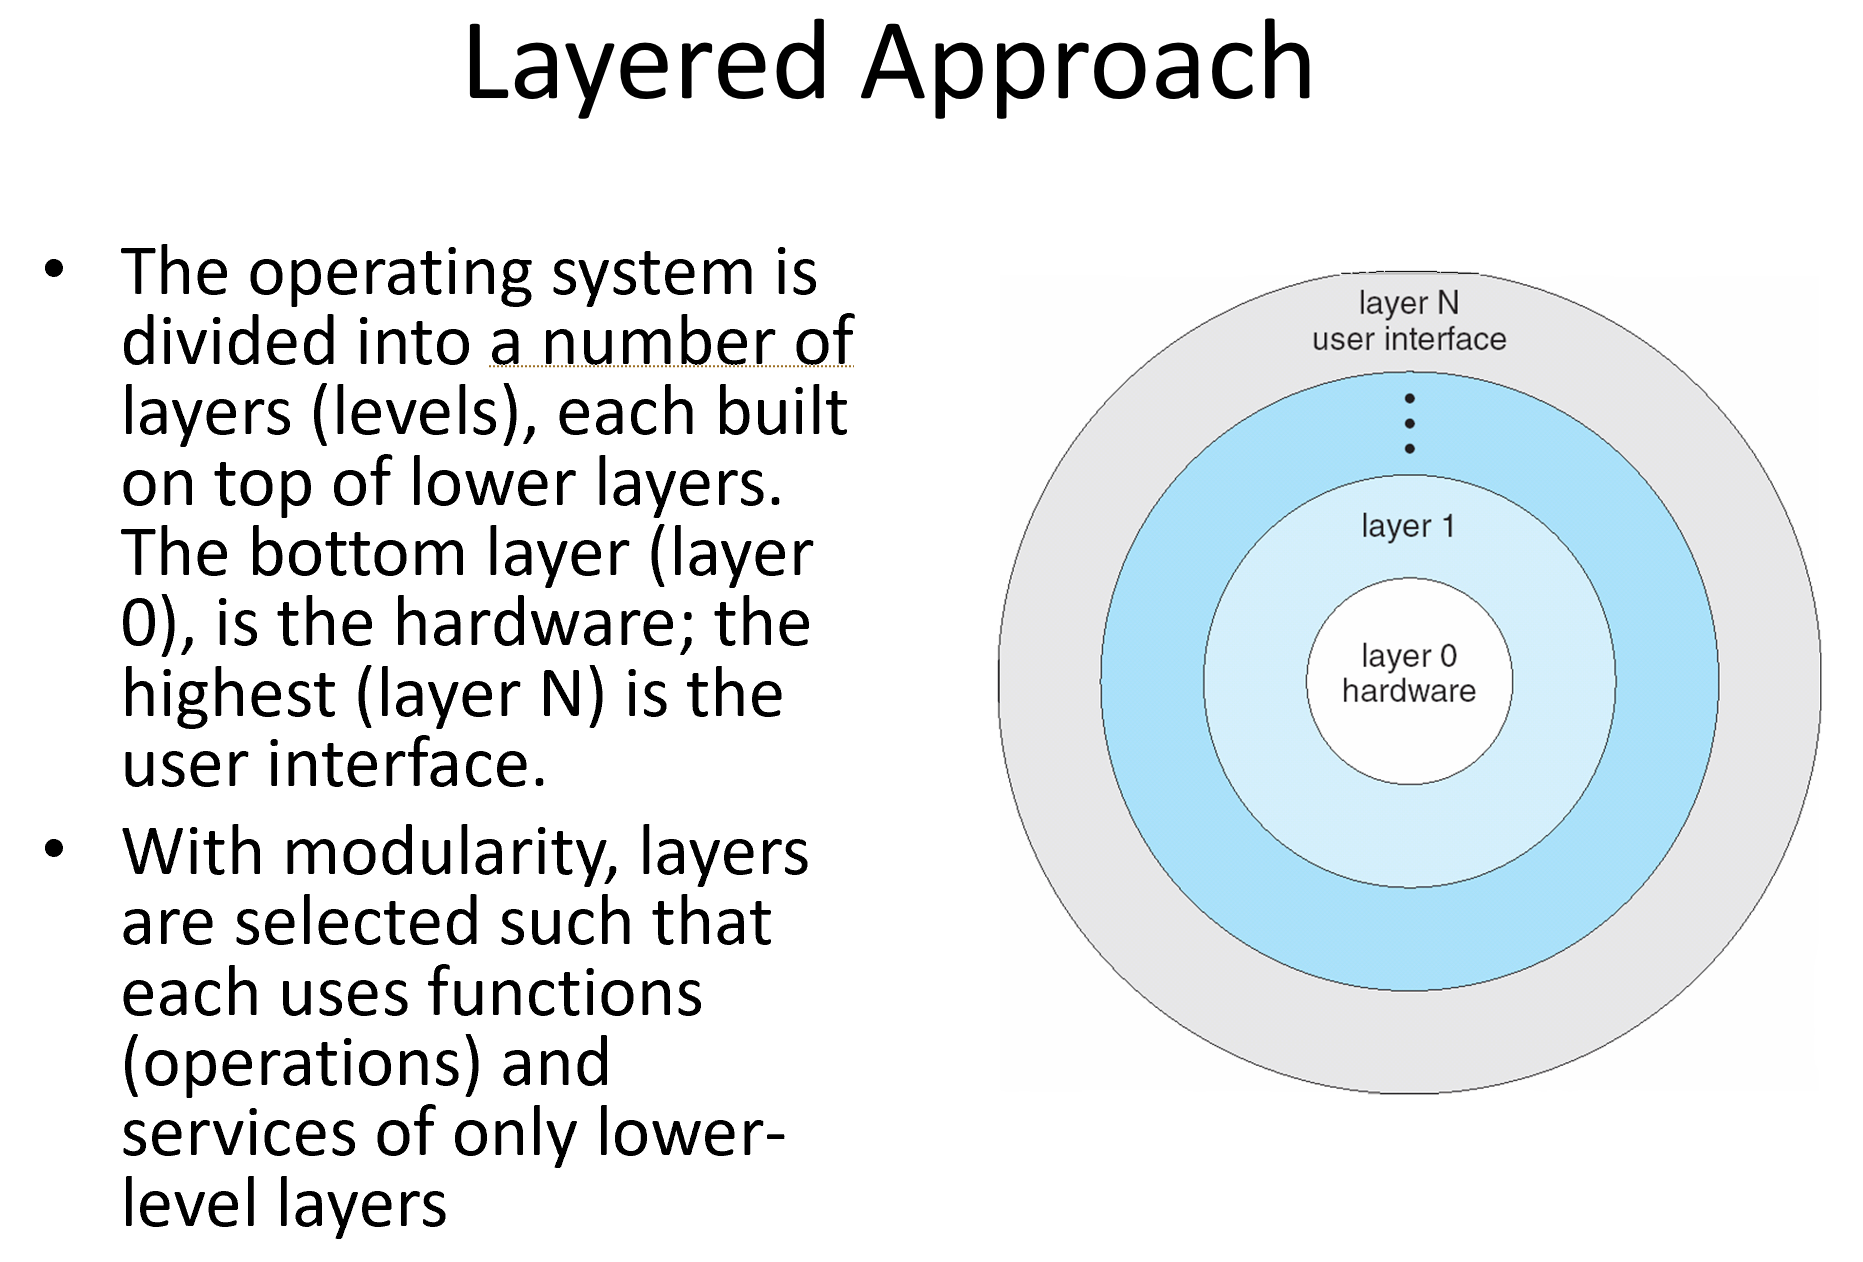 Layered Approach
• The operating system is
divided into a number of
layers (levels), each built
on top of lower layers.
The bottom layer (layer
0), is the hardware; the
highest (layer N) is the
user interface.
• With modularity, layers
are selected such that
each uses functions
(operations) and
services of only lower-
level layers
layer N
user interface
layer 1
layer 0
hardware